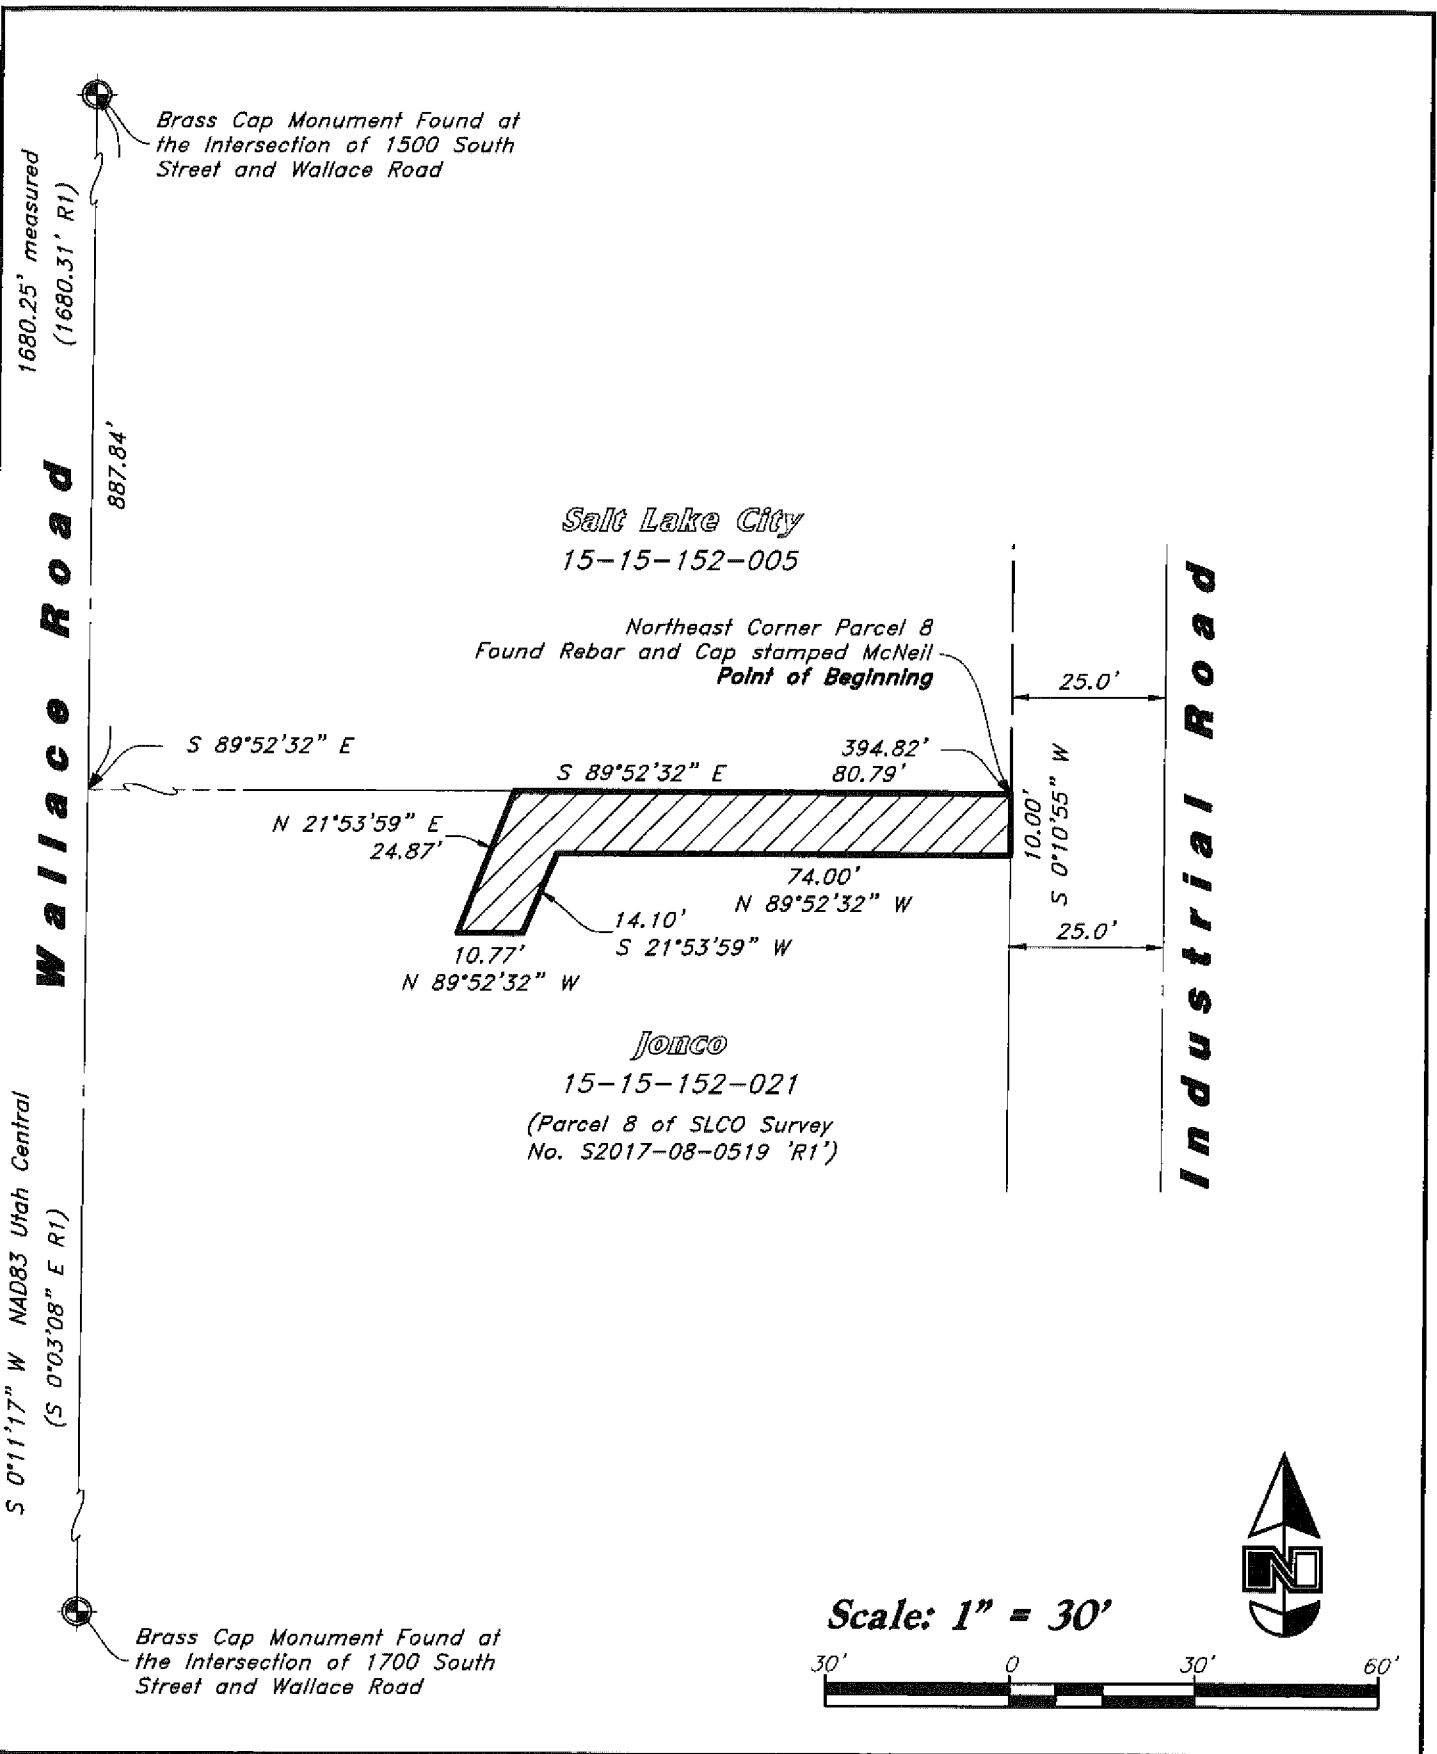 Brass Cap Monument Found at
the Intersection of 1500 South
Street and Wallace Road
1680.25' measured
(1680.31' R1)
887.84'
Wallace Road
Salt Lake City
15-15-152-005
Northeast Corner Parcel 8
Found Rebar and Cap stamped McNeil
Point of Beginning
25.0'
Industrial Road
S 89°52'32" E
394.82'
S 89°52'32" E
80.79'
N 21°53'59" E
24.87'
10.00'
S 0°10'55" W
74.00'
N 89°52'32" W
14.10'
S 21°53'59" W
25.0'
10.77'
N 89°52'32" W
Jonco
15-15-152-021
(Parcel 8 of SLCO Survey
No. S2017-08-0519 'R1')
S 0°11'17" W NAD83 Utah Central
(S 0°03'08" E R1)
N
Scale: 1" = 30'
30' 0 30' 60'
Brass Cap Monument Found at
the Intersection of 1700 South
Street and Wallace Road